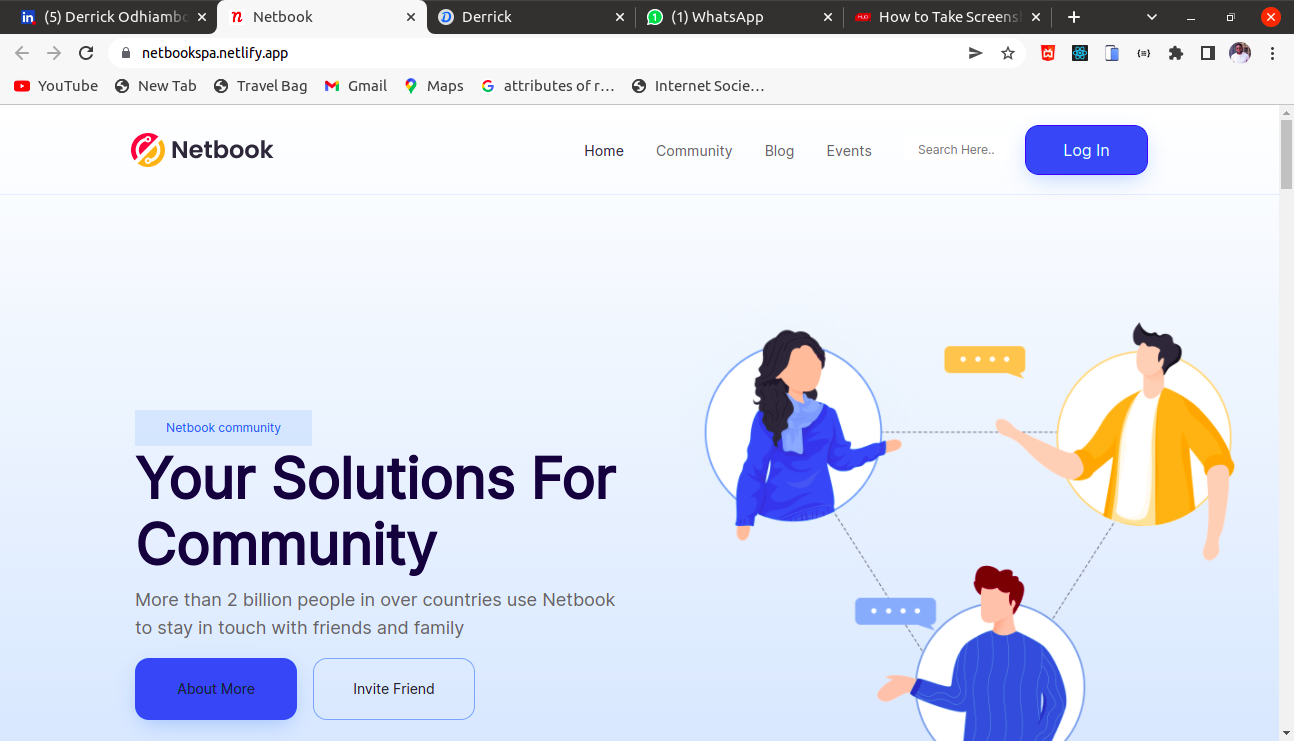 (5) Derrick Odhiambo
Netbook
Derrick
(1) WhatsApp
How to Take Screensh
netbookspa.netlify.app
YouTube
New Tab
Travel Bag
Gmail
Maps
attributes of r…
Internet Socie…
Netbook
Home
Community
Blog
Events
Search Here..
Log In
Netbook community
Your Solutions For
Community
More than 2 billion people in over countries use Netbook
to stay in touch with friends and family
About More
Invite Friend